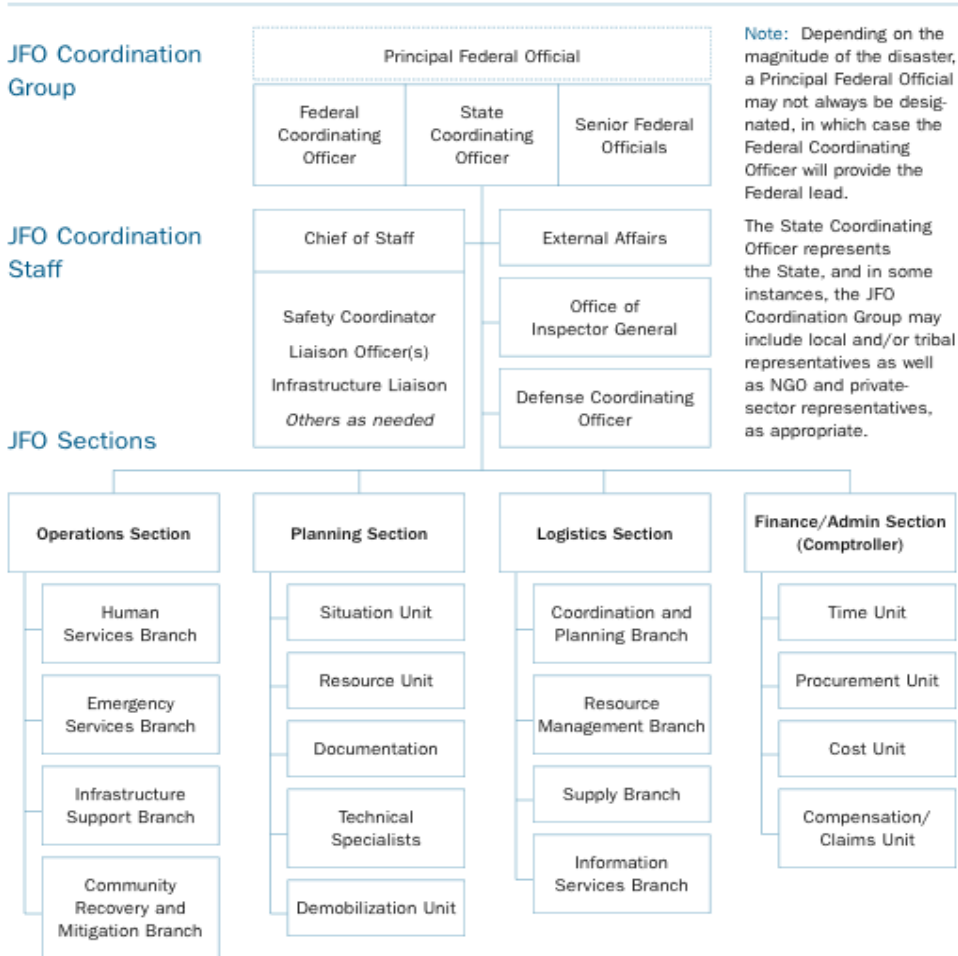 JFO Coordination
Group
Principal Federal Official
Federal
Coordinating
Officer
State
Coordinating
Officer
Senior Federal
Officials
Note: Depending on the
magnitude of the disaster,
a Principal Federal Official
may not always be desig-
nated, in which case the
Federal Coordinating
Officer will provide the
Federal lead.
The State Coordinating
Officer represents
the State, and in some
instances, the JFO
Coordination Group may
include local and/or tribal
representatives as well
as NGO and private-
sector representatives,
as appropriate.
JFO Coordination
Staff
Chief of Staff
Safety Coordinator
Liaison Officer(s)
Infrastructure Liaison
Others as needed
External Affairs
Office of
Inspector General
Defense Coordinating
Officer
JFO Sections
Operations Section
Human
Services Branch
Emergency
Services Branch
Infrastructure
Support Branch
Community
Recovery and
Mitigation Branch
Planning Section
Situation Unit
Resource Unit
Documentation
Technical
Specialists
Demobilization Unit
Logistics Section
Coordination and
Planning Branch
Resource
Management Branch
Supply Branch
Information
Services Branch
Finance/Admin Section
(Comptroller)
Time Unit
Procurement Unit
Cost Unit
Compensation/
Claims Unit